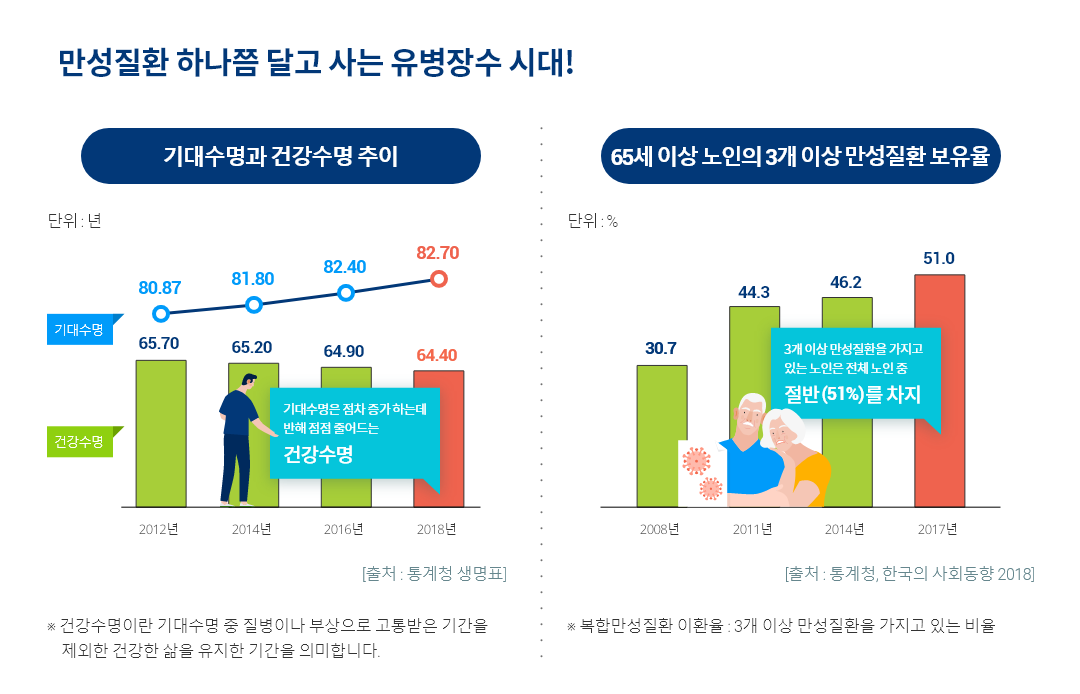 만성질환 하나쯤 달고 사는 유병장수 시대!
기대수명과 건강수명 추이
단위 : 년
80.87
81.80
82.40
82.70
기대수명
65.70
65.20
64.90
64.40
건강수명
기대수명은 점차 증가 하는데
반해 점점 줄어드는
건강수명
2012년
2014년
2016년
2018년
[출처 : 통계청 생명표]
※ 건강수명이란 기대수명 중 질병이나 부상으로 고통받은 기간을
제외한 건강한 삶을 유지한 기간을 의미합니다.
65세 이상 노인의 3개 이상 만성질환 보유율
단위 : %
30.7
44.3
46.2
51.0
3개 이상 만성질환을 가지고
있는 노인은 전체 노인 중
절반 (51%)를 차지
2008년
2011년
2014년
2017년
[출처 : 통계청, 한국의 사회동향 2018]
※ 복합만성질환 이환율 : 3개 이상 만성질환을 가지고 있는 비율